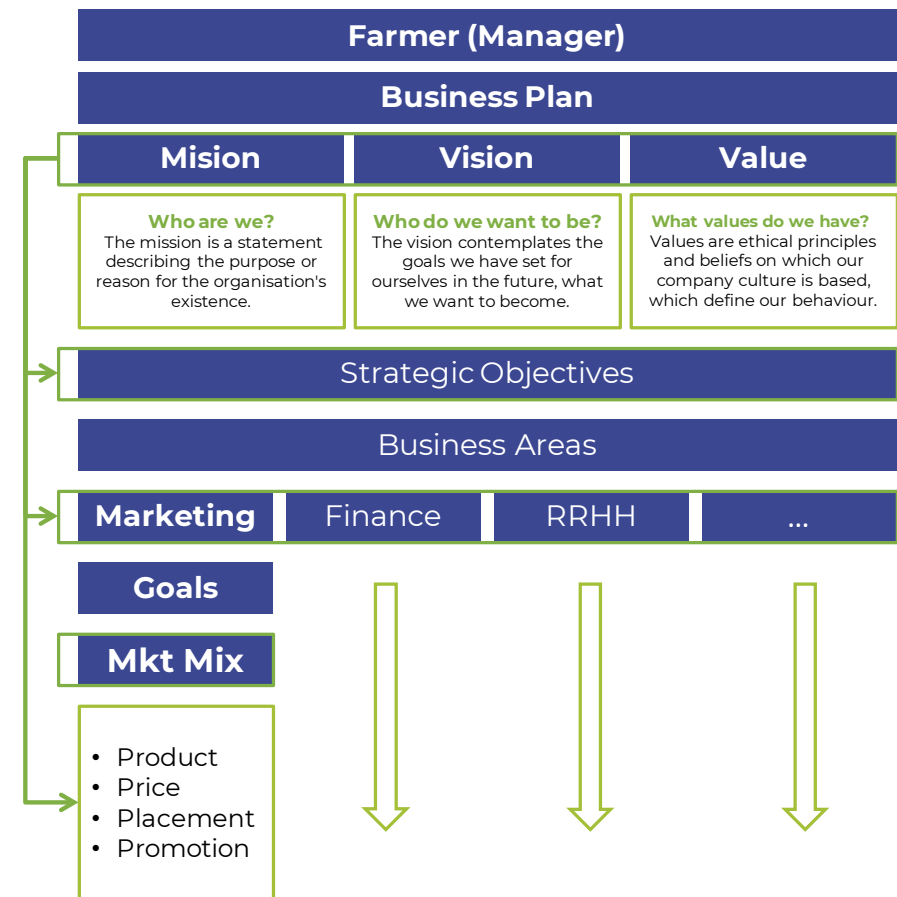 Farmer (Manager)
Business Plan
Mision
Vision
Value
Who are we?
The mission is a statement
describing the purpose or
reason for the organisation's
existence.
Who do we want to be?
The vision contemplates the
goals we have set for
ourselves in the future, what
we want to become.
What values do we have?
Values are ethical principles
and beliefs on which our
company culture is based,
which define our behaviour.
Strategic Objectives
Business Areas
Marketing
Finance
RRHH
...
Goals
Mkt Mix
• Product
• Price
• Placement
• Promotion